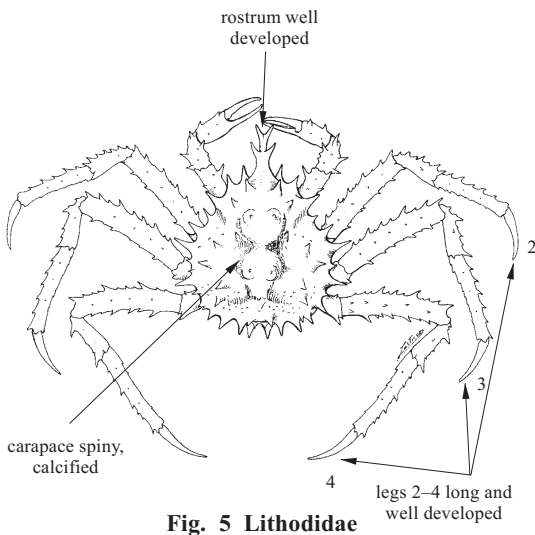 rostrum well
developed
2
3
carapace spiny,
calcified
4
legs 2–4 long and
well developed
Fig. 5 Lithodidae